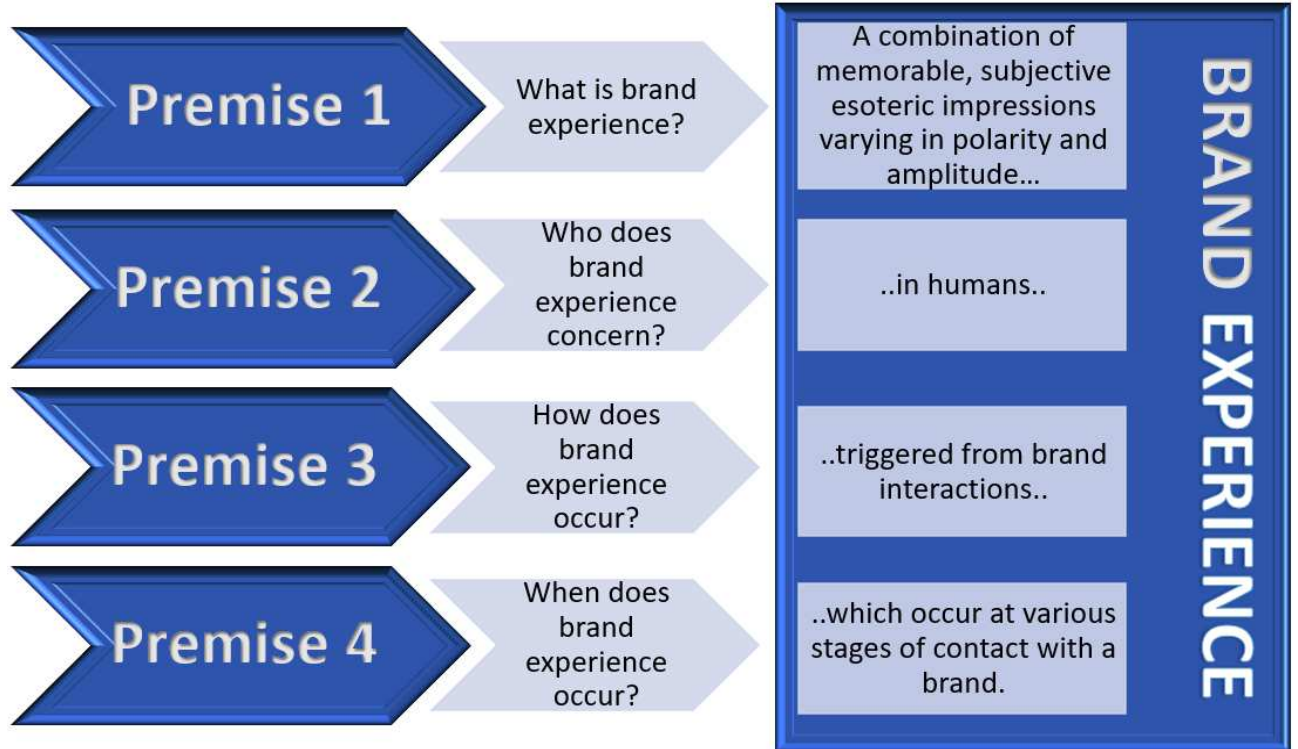 Premise 1
What is brand
experience?
A combination of
memorable, subjective
esoteric impressions
varying in polarity and
amplitude…
Premise 2
Who does
brand
experience
concern?
..in humans..
Premise 3
How does
brand
experience
occur?
..triggered from brand
interactions..
Premise 4
When does
brand
experience
occur?
..which occur at various
stages of contact with a
brand.
BRAND EXPERIENCE